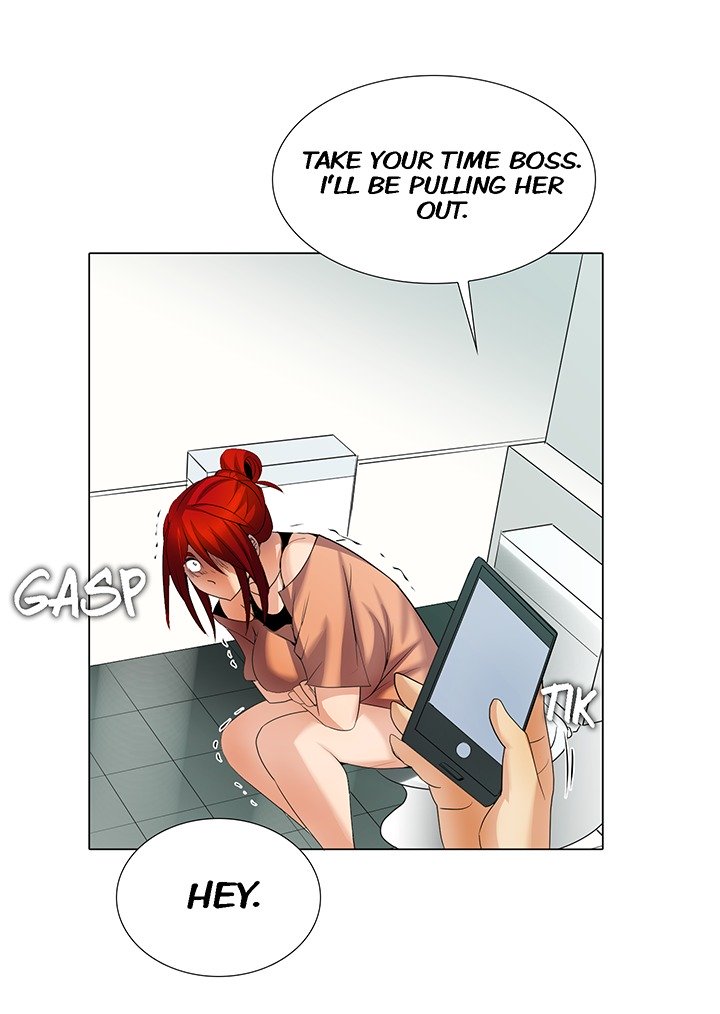 TAKE YOUR TIME BOSS.
I'LL BE PULLING HER
OUT.
GASP
TIK
HEY.